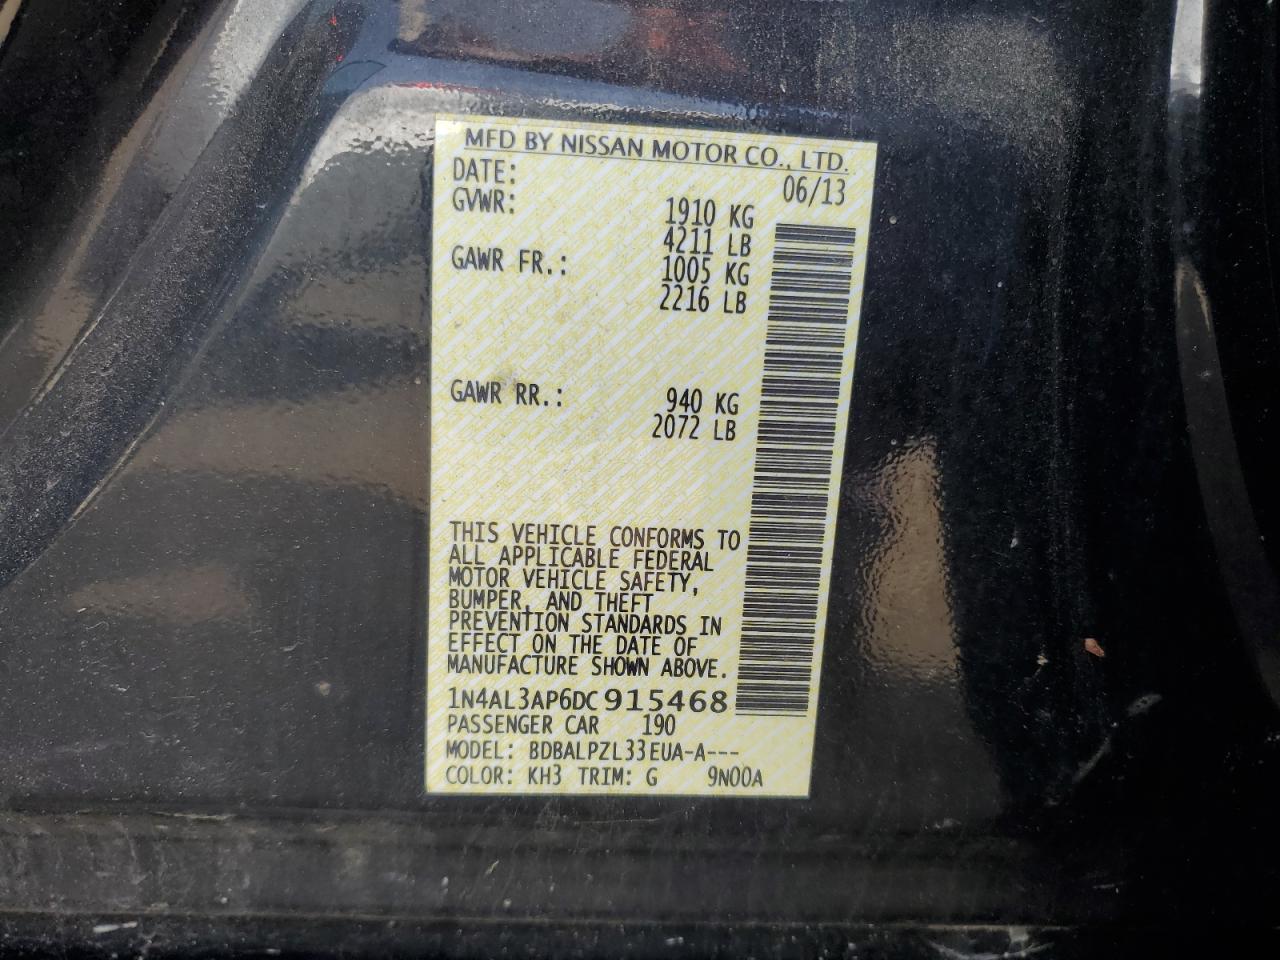 MFD BY NISSAN MOTOR CO., LTD.
DATE: 06/13
GVWR: 1910 KG
4211 LB
GAWR FR.: 1005 KG
2216 LB
GAWR RR.: 940 KG
2072 LB
THIS VEHICLE CONFORMS TO
ALL APPLICABLE FEDERAL
MOTOR VEHICLE SAFETY,
BUMPER, AND THEFT
PREVENTION STANDARDS IN
EFFECT ON THE DATE OF
MANUFACTURE SHOWN ABOVE.
1N4AL3AP6DC915468
PASSENGER CAR 190
MODEL: BDBALPZL33EUA-A---
COLOR: KH3 TRIM: G 9N00A